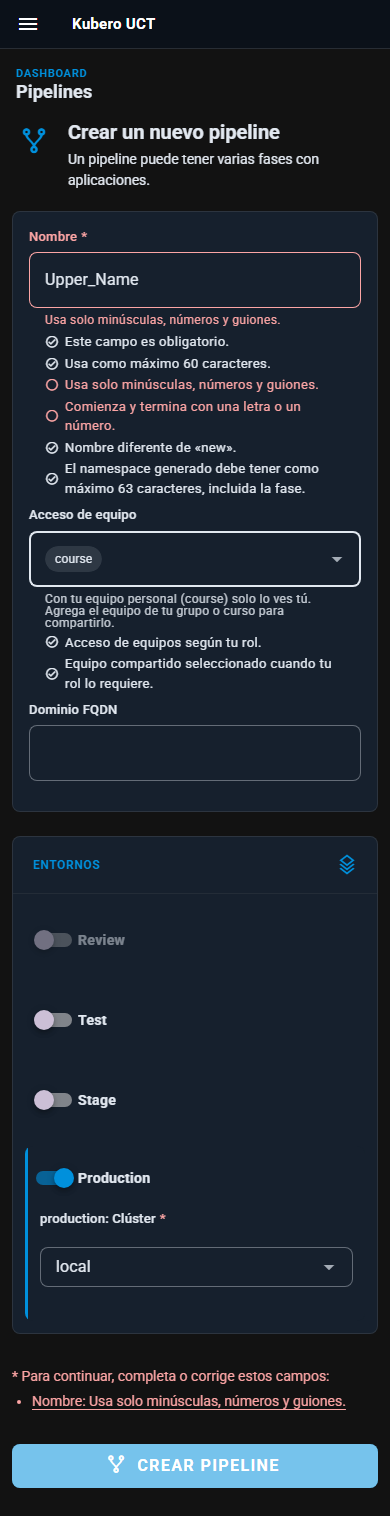 Kubero UCT
DASHBOARD
Pipelines
Crear un nuevo pipeline
Un pipeline puede tener varias fases con
aplicaciones.
Nombre *
Upper_Name
Usa solo minúsculas, números y guiones.
Este campo es obligatorio.
Usa como máximo 60 caracteres.
Usa solo minúsculas, números y guiones.
Comienza y termina con una letra o un
número.
Nombre diferente de «new».
El namespace generado debe tener como
máximo 63 caracteres, incluida la fase.
Acceso de equipo
course
Con tu equipo personal (course) solo lo ves tú.
Agrega el equipo de tu grupo o curso para
compartirlo.
Acceso de equipos según tu rol.
Equipo compartido seleccionado cuando tu
rol lo requiere.
Dominio FQDN
ENTORNOS
Review
Test
Stage
Production
production: Clúster *
local
* Para continuar, completa o corrige estos campos:
• Nombre: Usa solo minúsculas, números y guiones.
CREAR PIPELINE